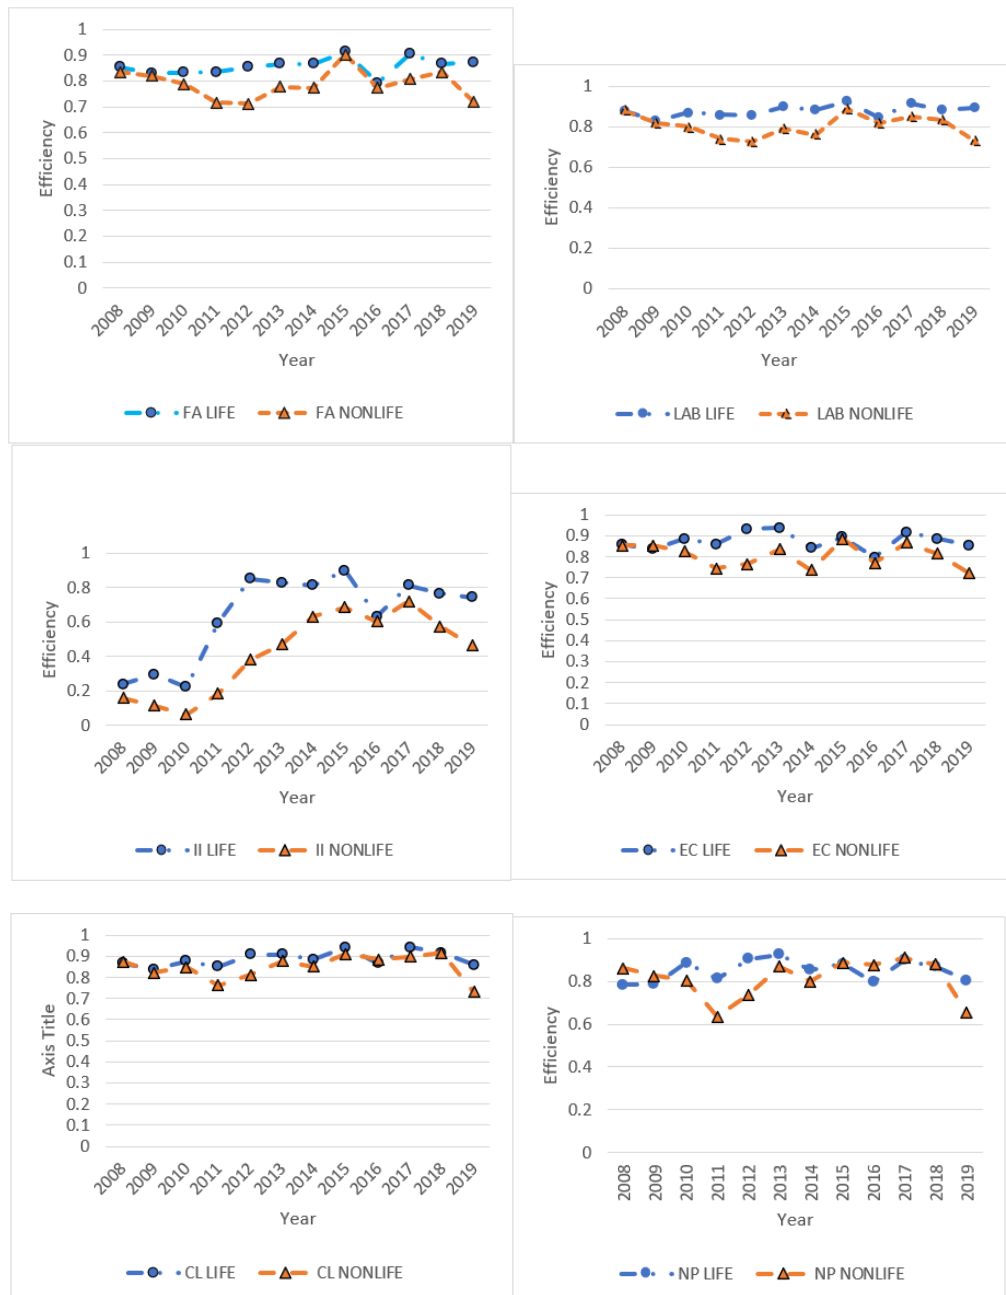 1
0.9
0.8
0.7
0.6
0.5
0.4
0.3
0.2
0.1
0
Efficiency
2008 2009 2010 2011 2012 2013 2014 2015 2016 2017 2018 2019
Year
FA LIFE FA NONLIFE
1
0.8
0.6
0.4
0.2
0
Efficiency
2008 2009 2010 2011 2012 2013 2014 2015 2016 2017 2018 2019
Year
LAB LIFE LAB NONLIFE
1
0.8
0.6
0.4
0.2
0
Efficiency
2008 2009 2010 2011 2012 2013 2014 2015 2016 2017 2018 2019
Year
II LIFE II NONLIFE
1
0.9
0.8
0.7
0.6
0.5
0.4
0.3
0.2
0.1
0
Efficiency
2008 2009 2010 2011 2012 2013 2014 2015 2016 2017 2018 2019
Year
EC LIFE EC NONLIFE
1
0.9
0.8
0.7
0.6
0.5
0.4
0.3
0.2
0.1
0
Axis Title
2008 2009 2010 2011 2012 2013 2014 2015 2016 2017 2018 2019
Year
CL LIFE CL NONLIFE
1
0.8
0.6
0.4
0.2
0
Efficiency
2008 2009 2010 2011 2012 2013 2014 2015 2016 2017 2018 2019
Year
NP LIFE NP NONLIFE